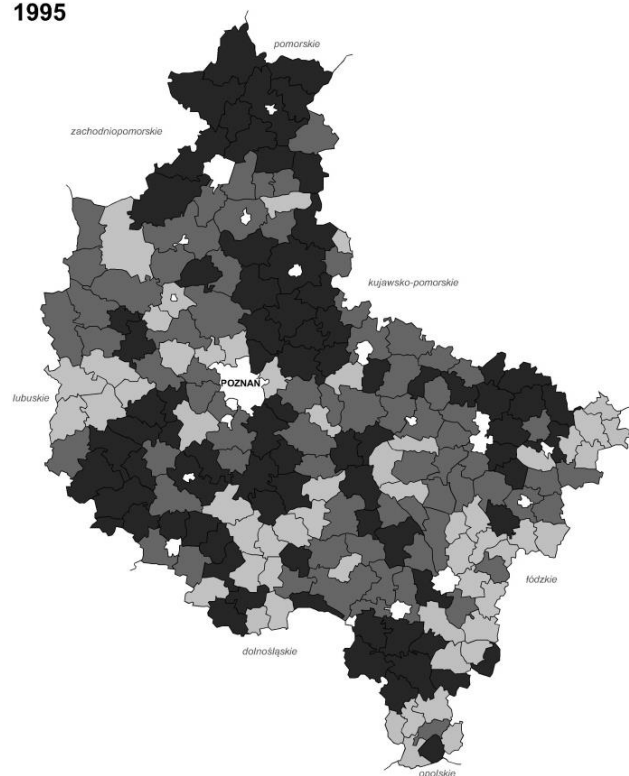 1995
pomorskie
zachodniopomorskie
kujawsko-pomorskie
POZNAŃ
lubuskie
łódzkie
dolnośląskie
opolskie